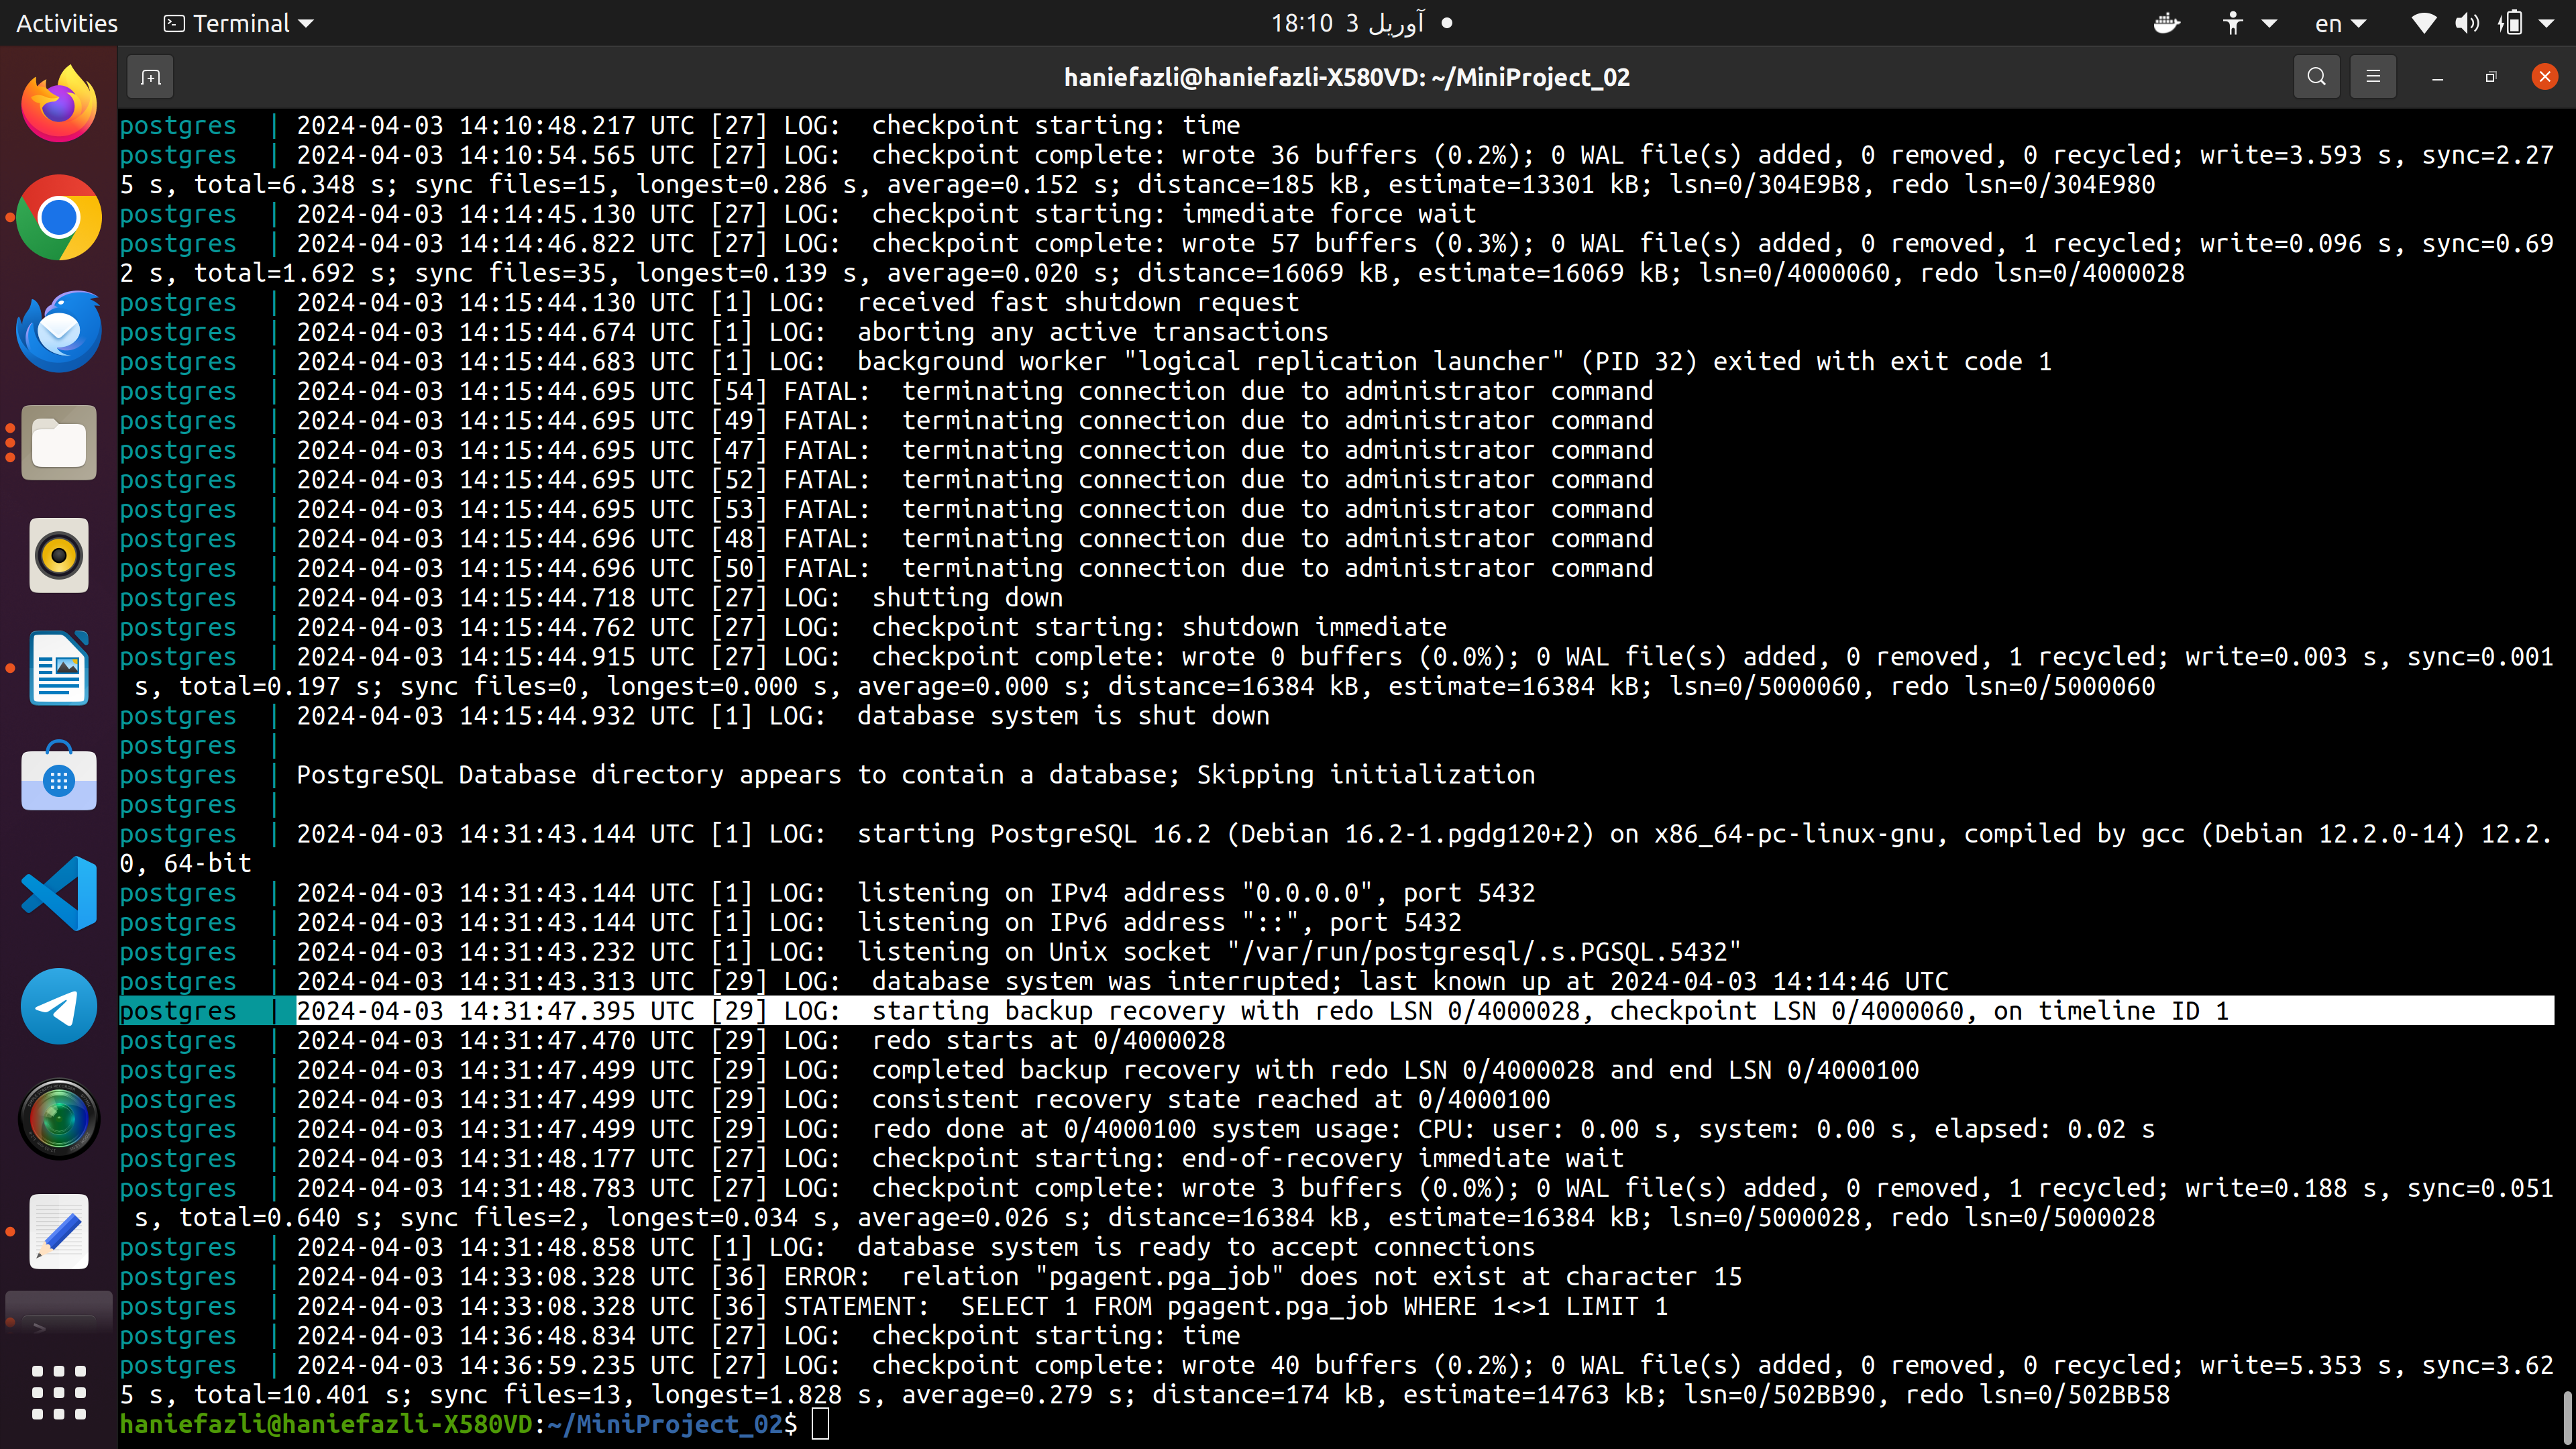 Activities Terminal 18:10 3 آوریل en
haniefazli@haniefazli-X580VD: ~/MiniProject_02
postgres | 2024-04-03 14:10:48.217 UTC [27] LOG:  checkpoint starting: time
postgres | 2024-04-03 14:10:54.565 UTC [27] LOG:  checkpoint complete: wrote 36 buffers (0.2%); 0 WAL file(s) added, 0 removed, 0 recycled; write=3.593 s, sync=2.27
5 s, total=6.348 s; sync files=15, longest=0.286 s, average=0.152 s; distance=185 kB, estimate=13301 kB; lsn=0/304E9B8, redo lsn=0/304E980
postgres | 2024-04-03 14:14:45.130 UTC [27] LOG:  checkpoint starting: immediate force wait
postgres | 2024-04-03 14:14:46.822 UTC [27] LOG:  checkpoint complete: wrote 57 buffers (0.3%); 0 WAL file(s) added, 0 removed, 1 recycled; write=0.096 s, sync=0.69
2 s, total=1.692 s; sync files=35, longest=0.139 s, average=0.020 s; distance=16069 kB, estimate=16069 kB; lsn=0/4000060, redo lsn=0/4000028
postgres | 2024-04-03 14:15:44.130 UTC [1] LOG:  received fast shutdown request
postgres | 2024-04-03 14:15:44.674 UTC [1] LOG:  aborting any active transactions
postgres | 2024-04-03 14:15:44.683 UTC [1] LOG:  background worker "logical replication launcher" (PID 32) exited with exit code 1
postgres | 2024-04-03 14:15:44.695 UTC [54] FATAL:  terminating connection due to administrator command
postgres | 2024-04-03 14:15:44.695 UTC [49] FATAL:  terminating connection due to administrator command
postgres | 2024-04-03 14:15:44.695 UTC [47] FATAL:  terminating connection due to administrator command
postgres | 2024-04-03 14:15:44.695 UTC [52] FATAL:  terminating connection due to administrator command
postgres | 2024-04-03 14:15:44.695 UTC [53] FATAL:  terminating connection due to administrator command
postgres | 2024-04-03 14:15:44.696 UTC [48] FATAL:  terminating connection due to administrator command
postgres | 2024-04-03 14:15:44.696 UTC [50] FATAL:  terminating connection due to administrator command
postgres | 2024-04-03 14:15:44.718 UTC [27] LOG:  shutting down
postgres | 2024-04-03 14:15:44.762 UTC [27] LOG:  checkpoint starting: shutdown immediate
postgres | 2024-04-03 14:15:44.915 UTC [27] LOG:  checkpoint complete: wrote 0 buffers (0.0%); 0 WAL file(s) added, 0 removed, 1 recycled; write=0.003 s, sync=0.001
s, total=0.197 s; sync files=0, longest=0.000 s, average=0.000 s; distance=16384 kB, estimate=16384 kB; lsn=0/5000060, redo lsn=0/5000060
postgres | 2024-04-03 14:15:44.932 UTC [1] LOG:  database system is shut down
postgres |
postgres | PostgreSQL Database directory appears to contain a database; Skipping initialization
postgres |
postgres | 2024-04-03 14:31:43.144 UTC [1] LOG:  starting PostgreSQL 16.2 (Debian 16.2-1.pgdg120+2) on x86_64-pc-linux-gnu, compiled by gcc (Debian 12.2.0-14) 12.2.
0, 64-bit
postgres | 2024-04-03 14:31:43.144 UTC [1] LOG:  listening on IPv4 address "0.0.0.0", port 5432
postgres | 2024-04-03 14:31:43.144 UTC [1] LOG:  listening on IPv6 address "::", port 5432
postgres | 2024-04-03 14:31:43.232 UTC [1] LOG:  listening on Unix socket "/var/run/postgresql/.s.PGSQL.5432"
postgres | 2024-04-03 14:31:43.313 UTC [29] LOG:  database system was interrupted; last known up at 2024-04-03 14:14:46 UTC
postgres | 2024-04-03 14:31:47.395 UTC [29] LOG:  starting backup recovery with redo LSN 0/4000028, checkpoint LSN 0/4000060, on timeline ID 1
postgres | 2024-04-03 14:31:47.470 UTC [29] LOG:  redo starts at 0/4000028
postgres | 2024-04-03 14:31:47.499 UTC [29] LOG:  completed backup recovery with redo LSN 0/4000028 and end LSN 0/4000100
postgres | 2024-04-03 14:31:47.499 UTC [29] LOG:  consistent recovery state reached at 0/4000100
postgres | 2024-04-03 14:31:47.499 UTC [29] LOG:  redo done at 0/4000100 system usage: CPU: user: 0.00 s, system: 0.00 s, elapsed: 0.02 s
postgres | 2024-04-03 14:31:48.177 UTC [27] LOG:  checkpoint starting: end-of-recovery immediate wait
postgres | 2024-04-03 14:31:48.783 UTC [27] LOG:  checkpoint complete: wrote 3 buffers (0.0%); 0 WAL file(s) added, 0 removed, 1 recycled; write=0.188 s, sync=0.051
s, total=0.640 s; sync files=2, longest=0.034 s, average=0.026 s; distance=16384 kB, estimate=16384 kB; lsn=0/5000028, redo lsn=0/5000028
postgres | 2024-04-03 14:31:48.858 UTC [1] LOG:  database system is ready to accept connections
postgres | 2024-04-03 14:33:08.328 UTC [36] ERROR:  relation "pgagent.pga_job" does not exist at character 15
postgres | 2024-04-03 14:33:08.328 UTC [36] STATEMENT:  SELECT 1 FROM pgagent.pga_job WHERE 1<>1 LIMIT 1
postgres | 2024-04-03 14:36:48.834 UTC [27] LOG:  checkpoint starting: time
postgres | 2024-04-03 14:36:59.235 UTC [27] LOG:  checkpoint complete: wrote 40 buffers (0.2%); 0 WAL file(s) added, 0 removed, 0 recycled; write=5.353 s, sync=3.62
5 s, total=10.401 s; sync files=13, longest=1.828 s, average=0.279 s; distance=174 kB, estimate=14763 kB; lsn=0/502BB90, redo lsn=0/502BB58
haniefazli@haniefazli-X580VD:~/MiniProject_02$